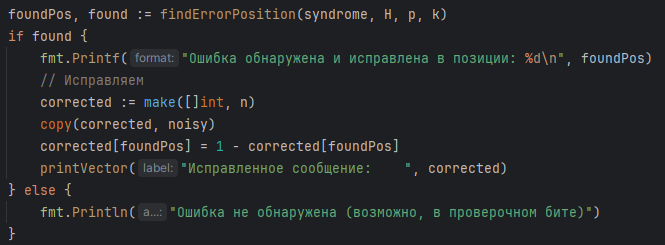 foundPos, found := findErrorPosition(syndrome, H, p, k)
if found {
    fmt.Printf( format: "Ошибка обнаружена и исправлена в позиции: %d\n", foundPos)
    // Исправляем
    corrected := make([]int, n)
    copy(corrected, noisy)
    corrected[foundPos] = 1 - corrected[foundPos]
    printVector( label: "Исправленное сообщение:    ", corrected)
} else {
    fmt.Println( a...: "Ошибка не обнаружена (возможно, в проверочном бите)")
}